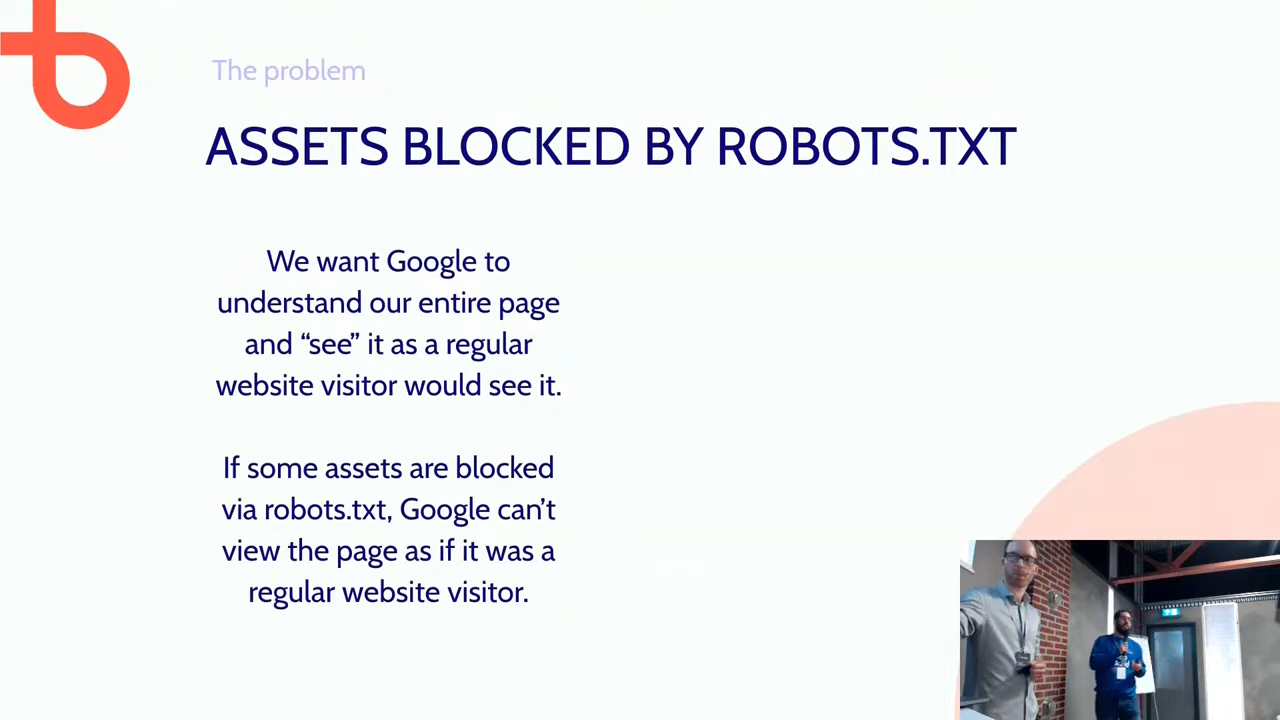 The problem
ASSETS BLOCKED BY ROBOTS.TXT
We want Google to
understand our entire page
and “see” it as a regular
website visitor would see it.
If some assets are blocked
via robots.txt, Google can’t
view the page as if it was a
regular website visitor.